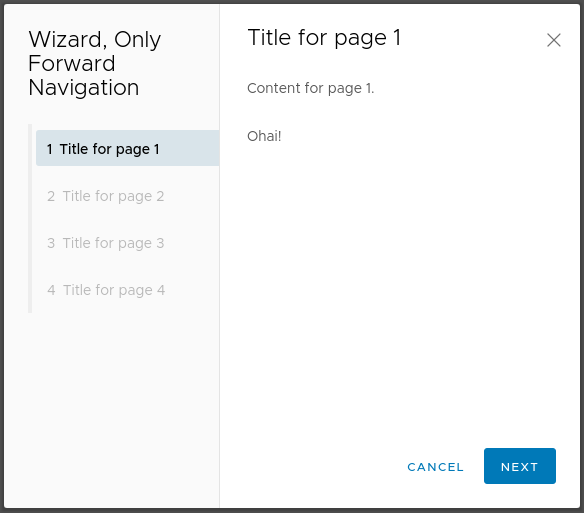 Wizard, Only
Forward
Navigation
1 Title for page 1
2 Title for page 2
3 Title for page 3
4 Title for page 4
Title for page 1
Content for page 1.
Ohai!
CANCEL
NEXT